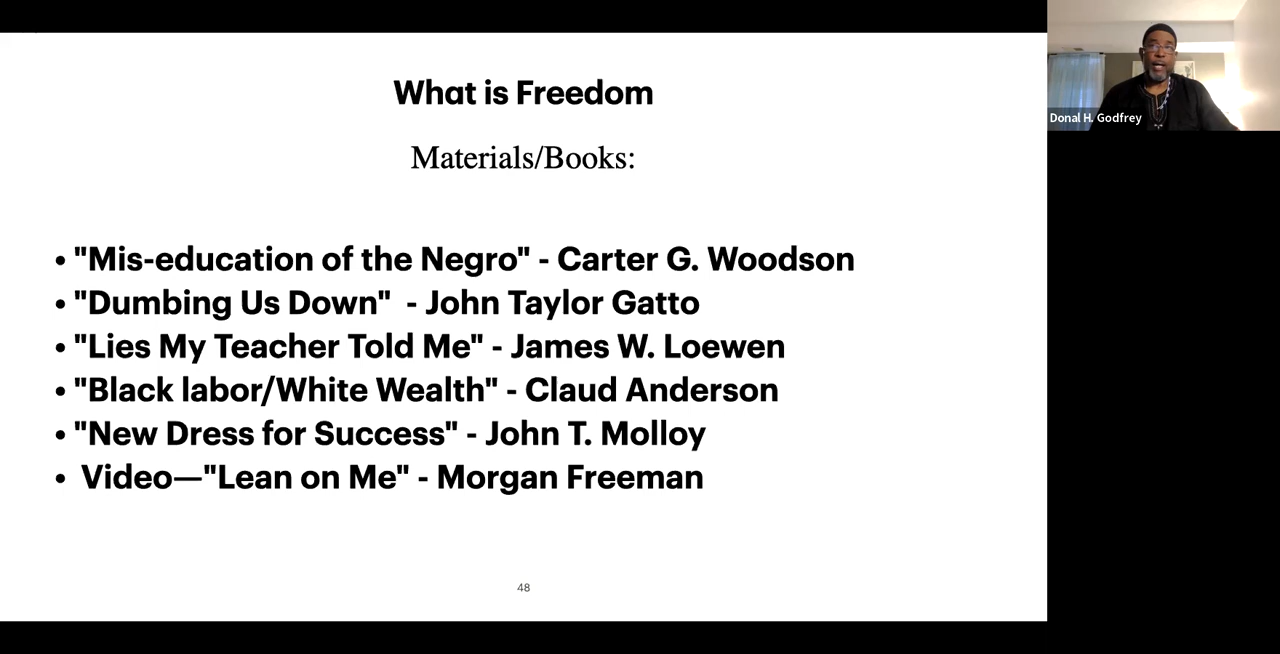 What is Freedom
Materials/Books:
• "Mis-education of the Negro" - Carter G. Woodson
• "Dumbing Us Down"  - John Taylor Gatto
• "Lies My Teacher Told Me" - James W. Loewen
• "Black labor/White Wealth" - Claud Anderson
• "New Dress for Success" - John T. Molloy
• Video—"Lean on Me" - Morgan Freeman
48
Donal H. Godfrey